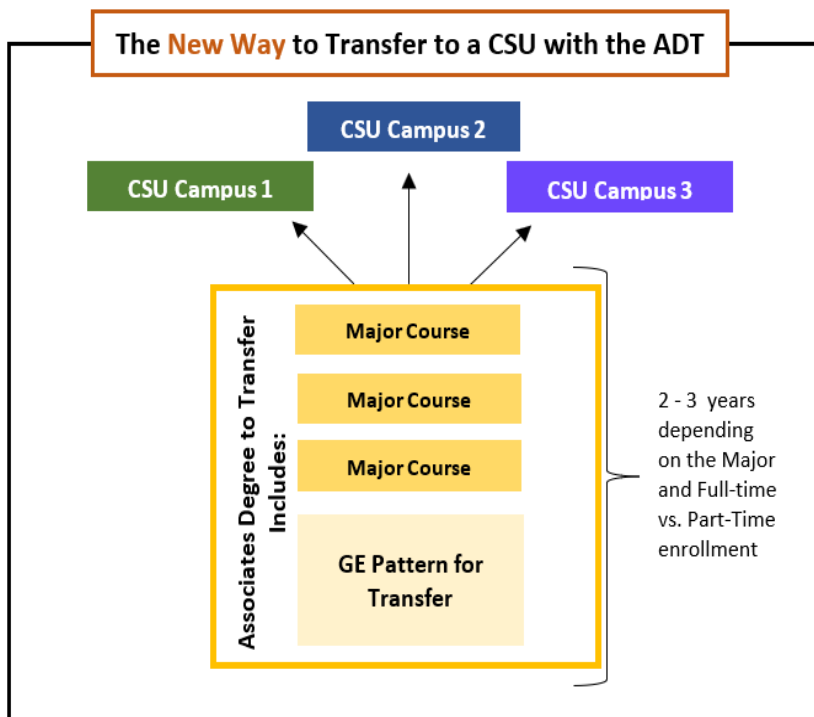 The New Way to Transfer to a CSU with the ADT
CSU Campus 2
CSU Campus 1
CSU Campus 3
Associates Degree to Transfer
Includes:
Major Course
Major Course
Major Course
GE Pattern for
Transfer
2 - 3 years
depending
on the Major
and Full-time
vs. Part-Time
enrollment